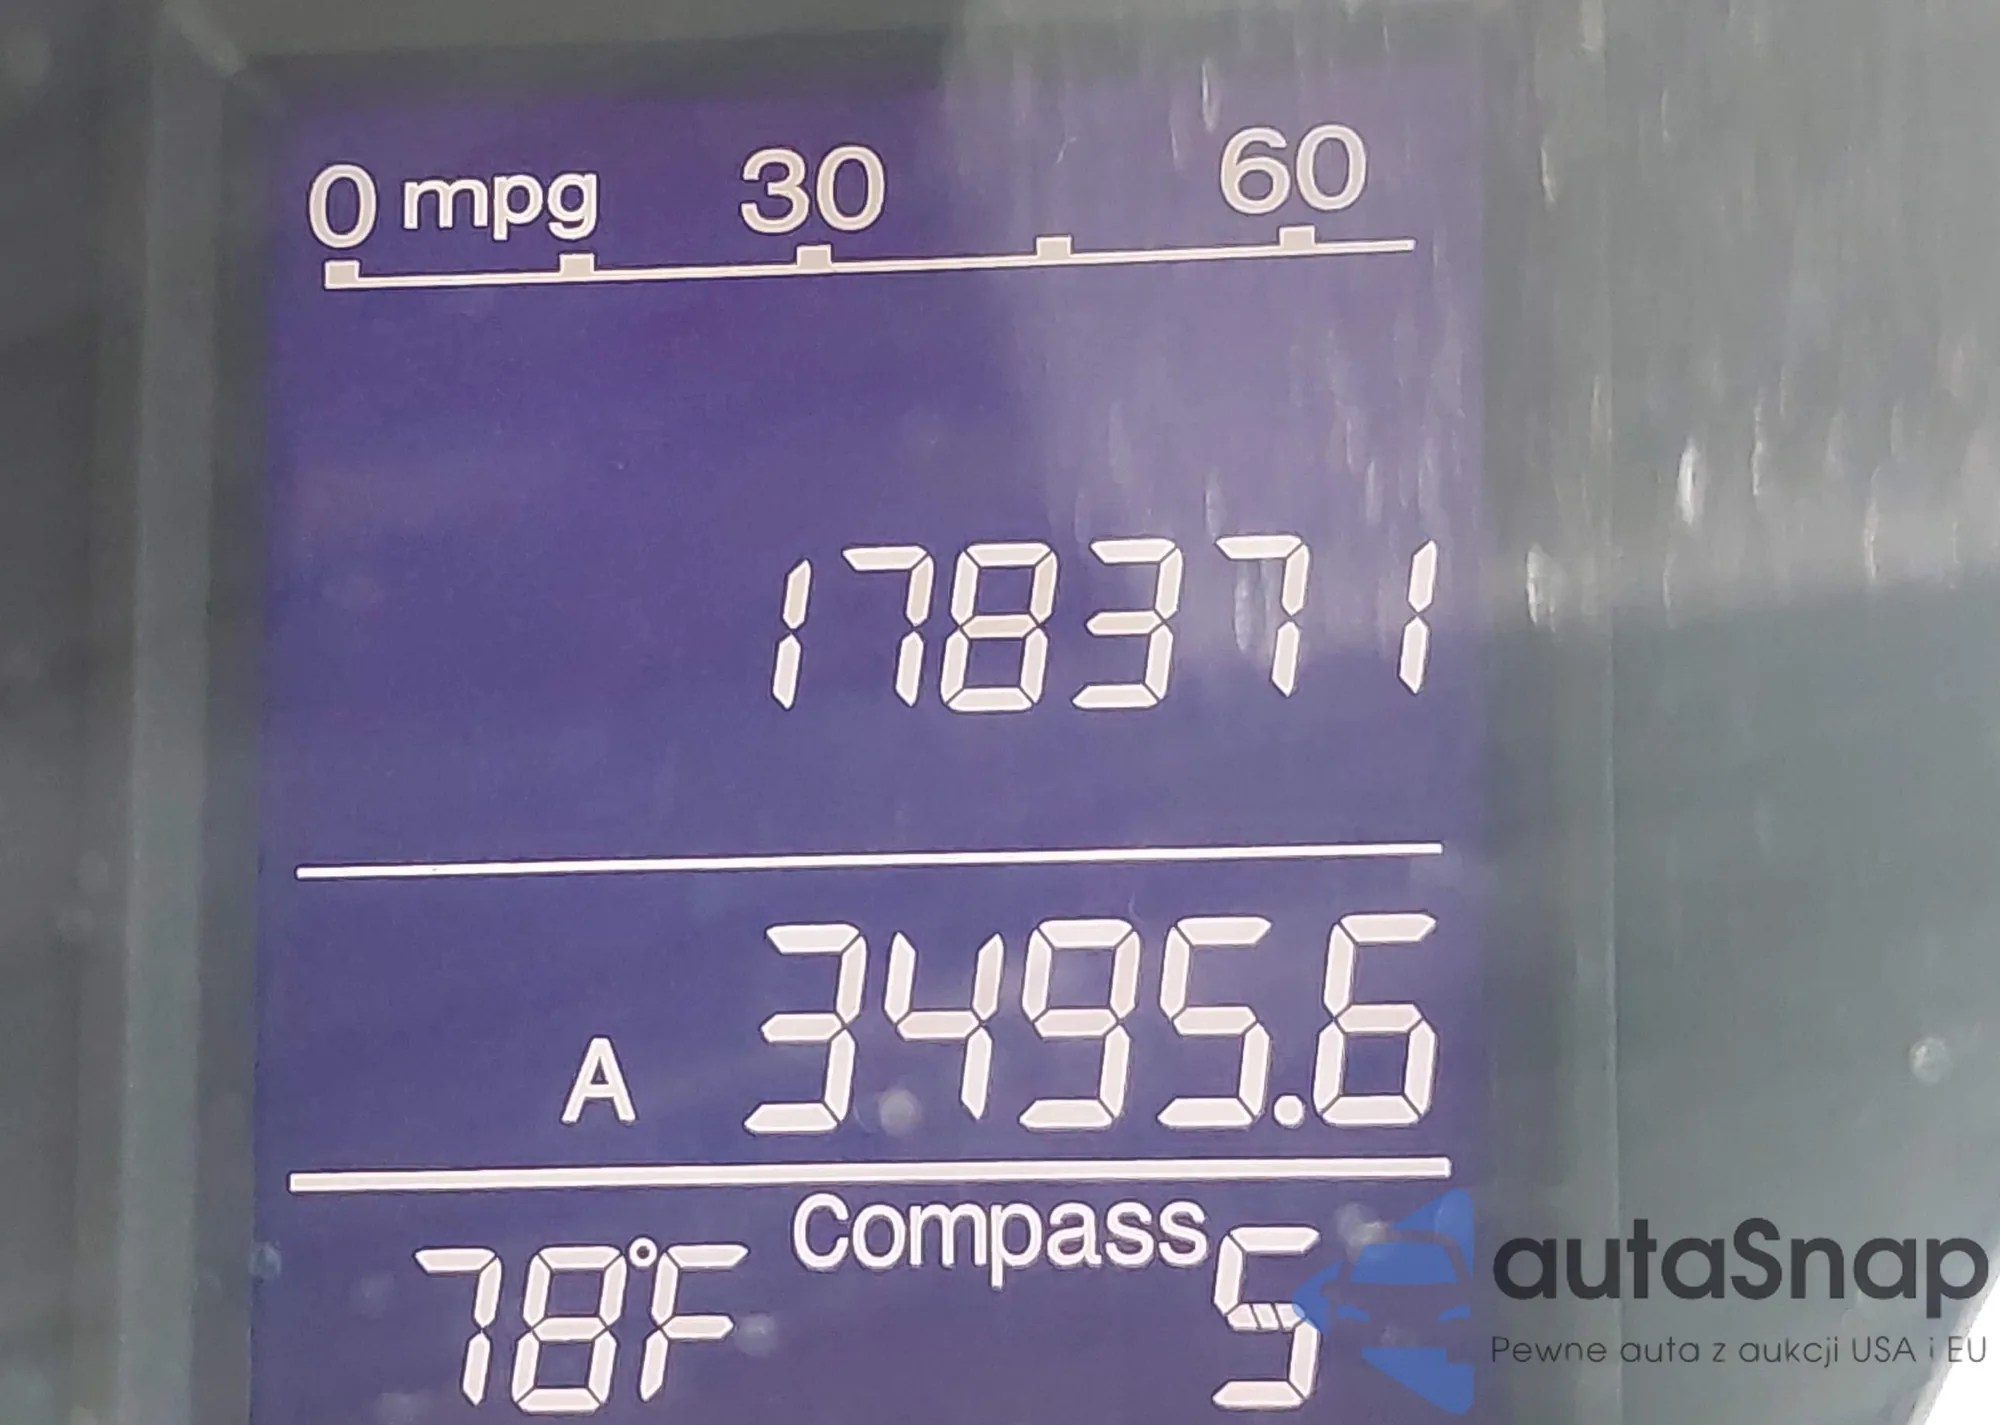 0 mpg 30 60
178371
A 3495.6
78°F Compass S
autaSnap
Pewne auta z aukcji USA i EU